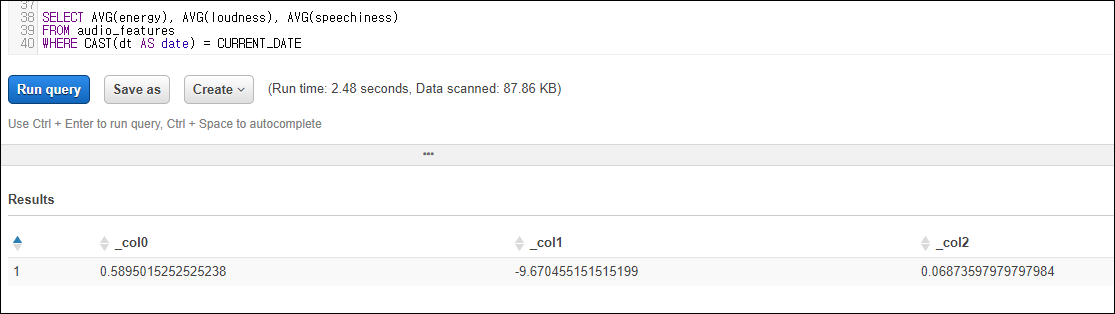 37
38 SELECT AVG(energy), AVG(loudness), AVG(speechiness)
39 FROM audio_features
40 WHERE CAST(dt AS date) = CURRENT_DATE
Run query Save as Create (Run time: 2.48 seconds, Data scanned: 87.86 KB)
Use Ctrl + Enter to run query, Ctrl + Space to autocomplete
Results
_col0 _col1 _col2
1 0.5895015252525238 -9.670455151515199 0.06873597979797984